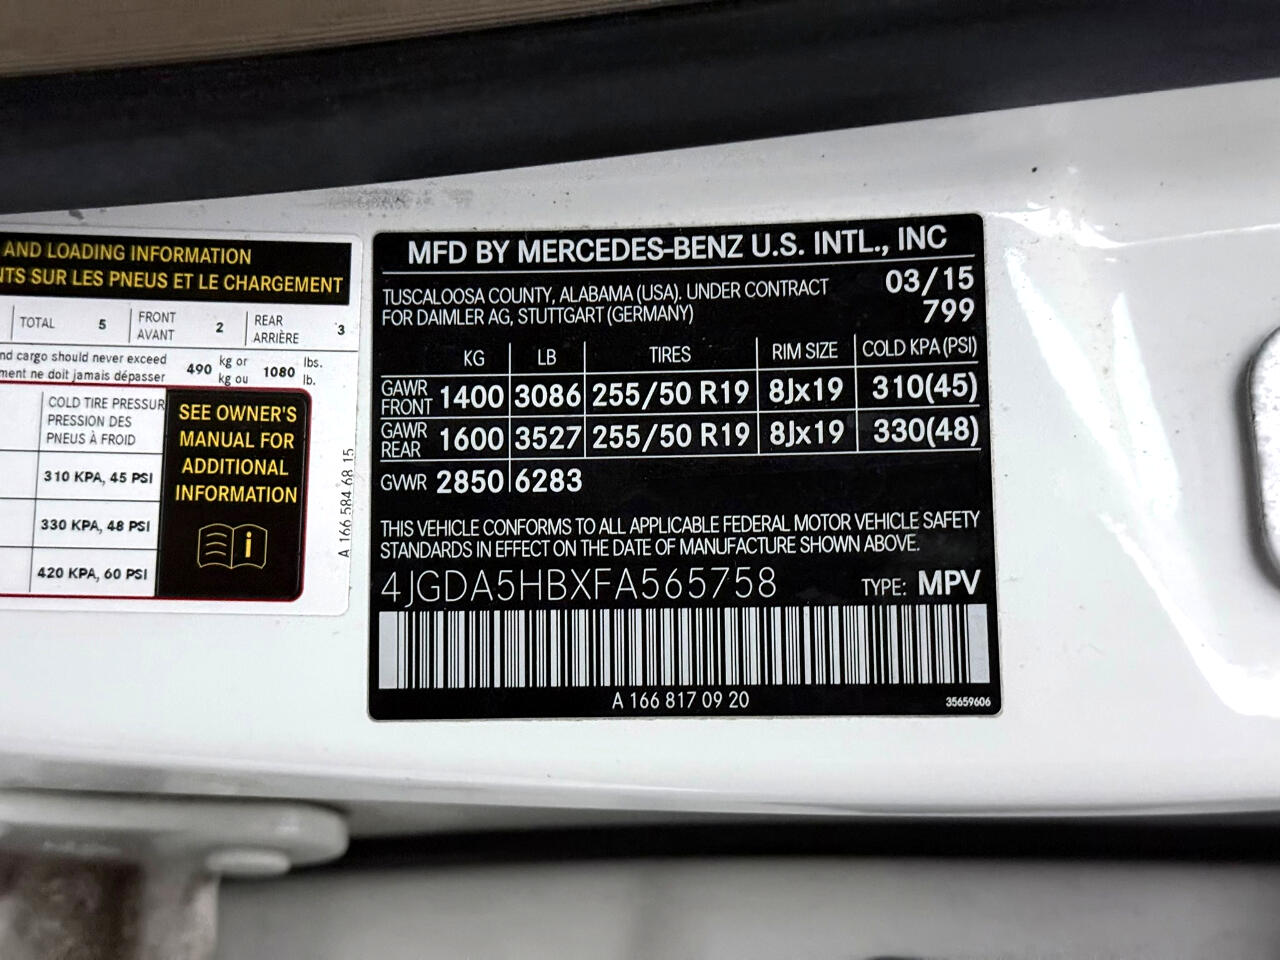 AND LOADING INFORMATION
NTS SUR LES PNEUS ET LE CHARGEMENT
TOTAL 5 FRONT AVANT 2 REAR ARRIÈRE 3
nd cargo should never exceed
ment ne doit jamais dépasser
490 kg or kg ou 1080 lbs. lb.
COLD TIRE PRESSUR
PRESSION DES
PNEUS À FROID
310 KPA, 45 PSI
330 KPA, 48 PSI
420 KPA, 60 PSI
SEE OWNER'S
MANUAL FOR
ADDITIONAL
INFORMATION
i
A 166 584 68 15
MFD BY MERCEDES-BENZ U.S. INTL., INC
TUSCALOOSA COUNTY, ALABAMA (USA). UNDER CONTRACT
FOR DAIMLER AG, STUTTGART (GERMANY)
03/15
799
KG LB TIRES RIM SIZE COLD KPA (PSI)
GAWR FRONT 1400 3086 255/50 R19 8Jx19 310(45)
GAWR REAR 1600 3527 255/50 R19 8Jx19 330(48)
GVWR 2850 6283
THIS VEHICLE CONFORMS TO ALL APPLICABLE FEDERAL MOTOR VEHICLE SAFETY
STANDARDS IN EFFECT ON THE DATE OF MANUFACTURE SHOWN ABOVE.
4JGDA5HBXFA565758 TYPE: MPV
A 166 817 09 20
35659606